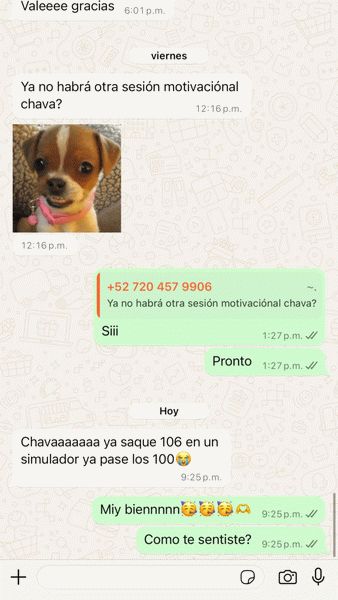 Valeeee gracias 6:01 p.m.
viernes
Ya no habrá otra sesión motivaciónal
chava?
12:16 p.m.
12:16 p.m.
+52 720 457 9906 ~.
Ya no habrá otra sesión motivaciónal chava?
Siii 1:27 p.m.
Pronto 1:27 p.m.
Hoy
Chavaaaaaaa ya saque 106 en un
simulador ya pase los 100😭
9:25 p.m.
Miy biennnnn🥳🥳🥳🫶 9:25 p.m.
Como te sentiste? 9:25 p.m.